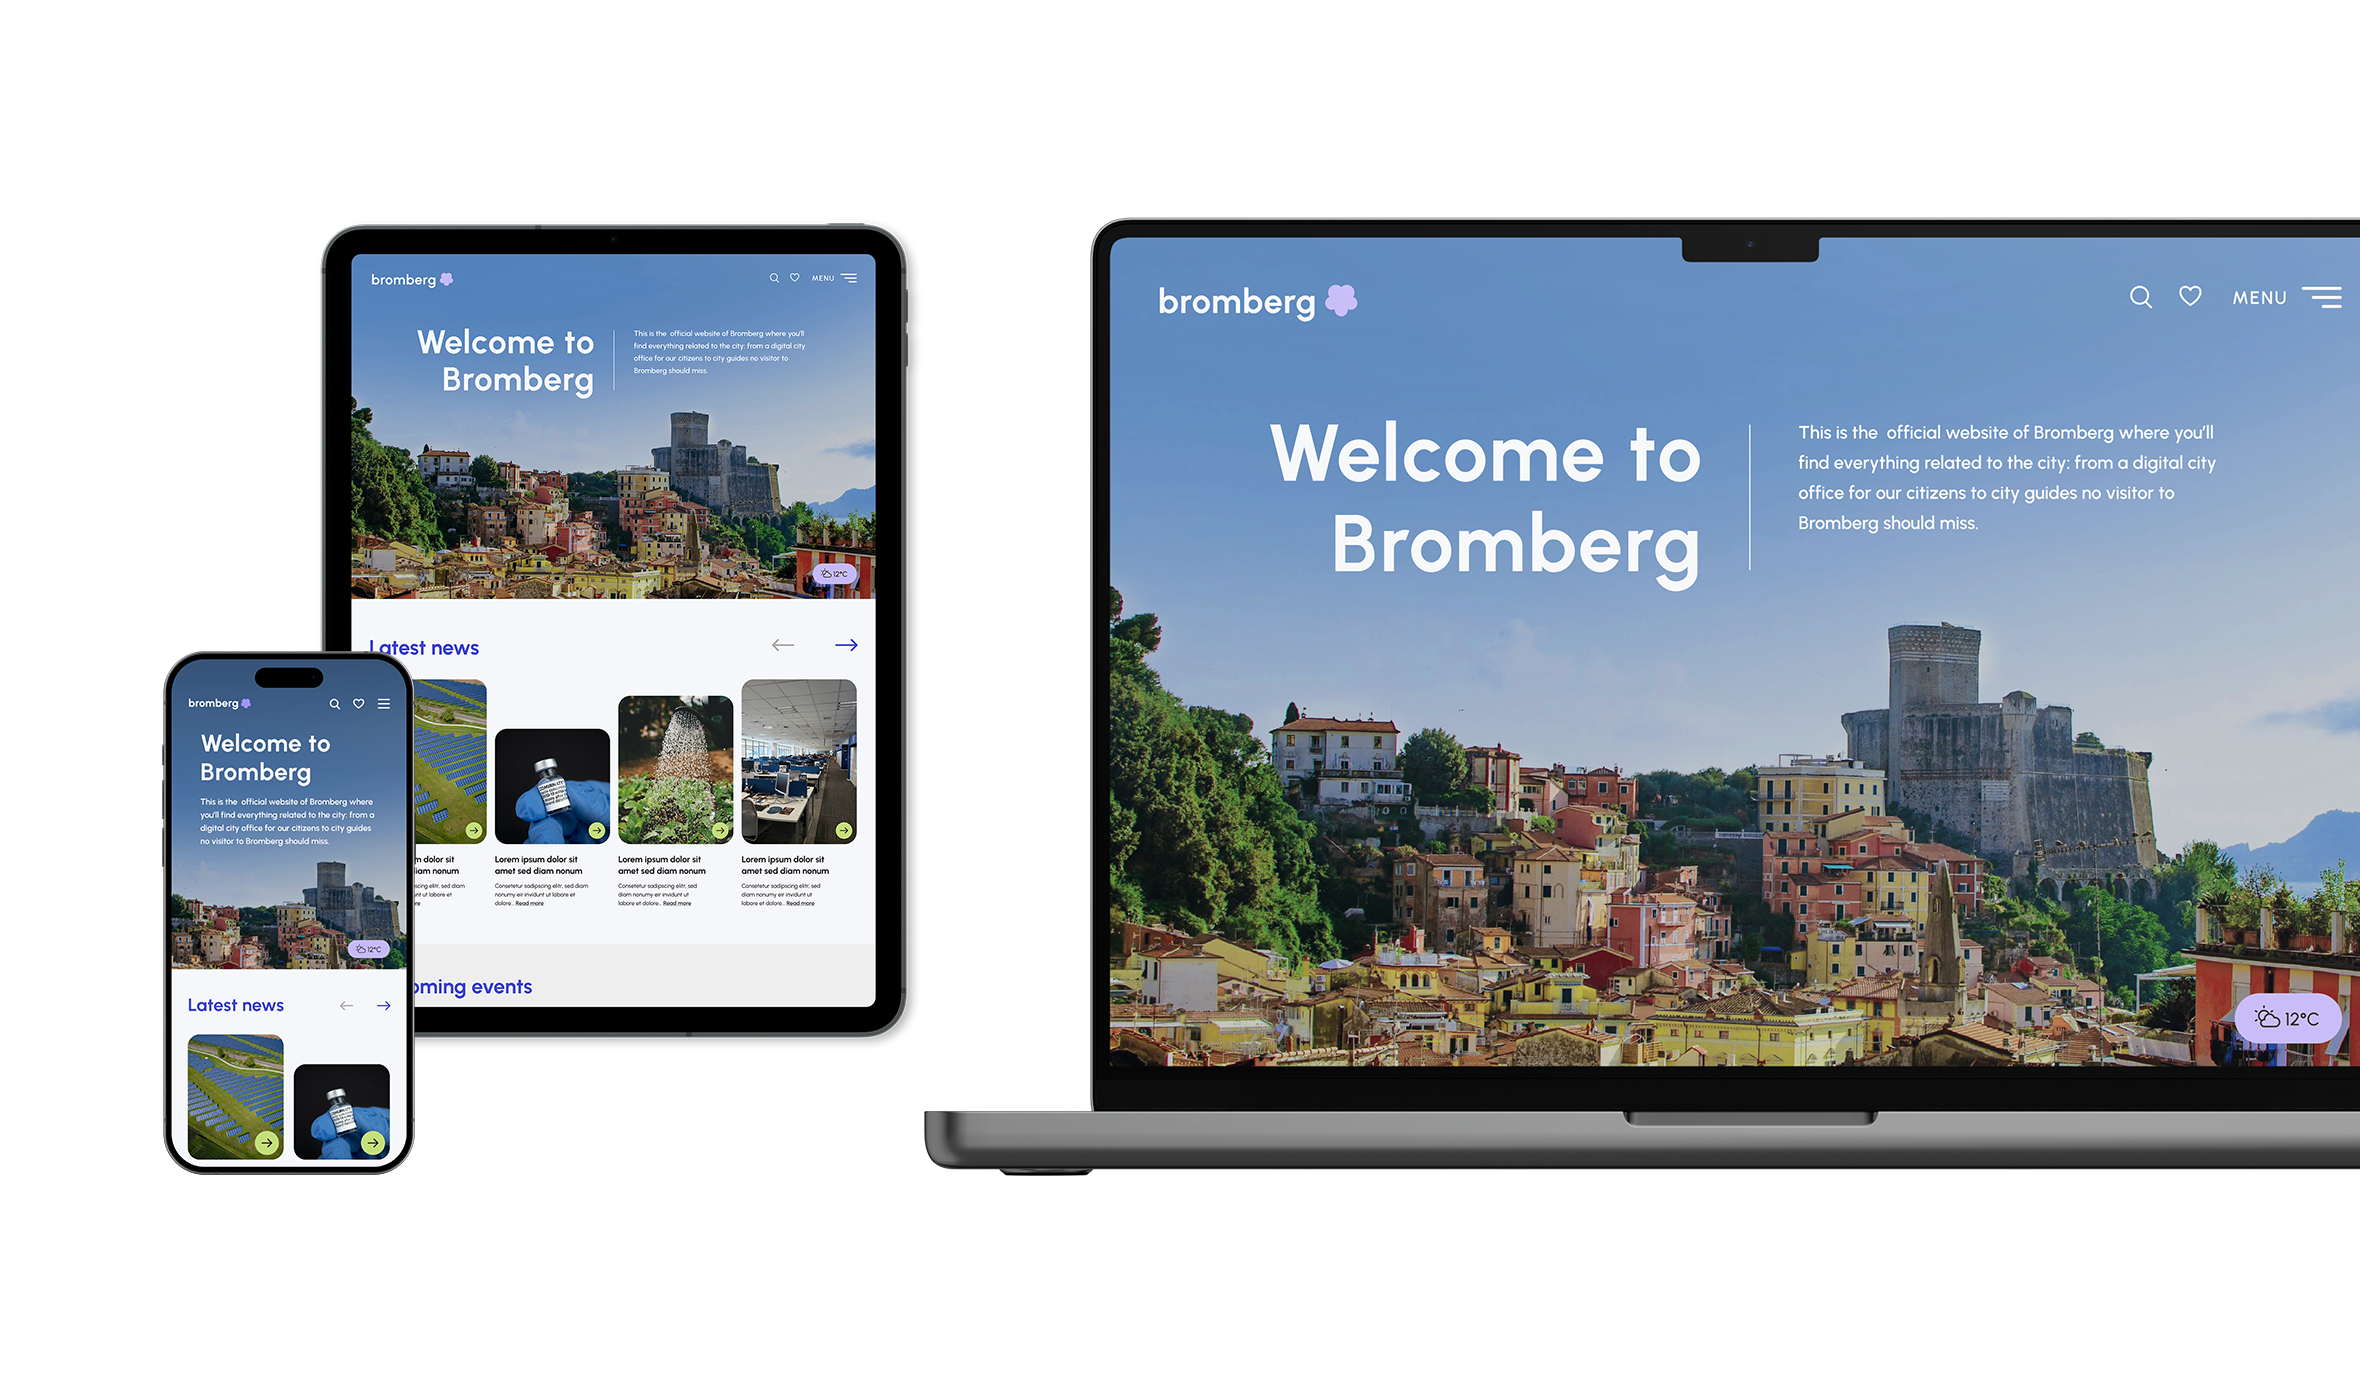 bromberg
MENU
Welcome to
Bromberg
This is the official website of Bromberg where you'll
find everything related to the city: from a digital city
office for our citizens to city guides no visitor to
Bromberg should miss.
12°C
Latest news
m dolor sit
iam nonum
scing elitr, sed diam
nt ut labore et
re
Lorem ipsum dolor sit
amet sed diam nonum
Consetetur sadipscing elitr, sed diam
nonumy eir invidunt ut labore et
dolore.. Read more
Lorem ipsum dolor sit
amet sed diam nonum
Consetetur sadipscing elitr, sed
diam nonumy eir invidunt ut
labore et dolore.. Read more
Lorem ipsum dolor sit
amet sed diam nonum
Consetetur sadipscing elitr, sed
diam nonumy eir invidunt ut
labore et dolore.. Read more
oming events
bromberg
Welcome to
Bromberg
This is the official website of Bromberg where
you'll find everything related to the city: from a
digital city office for our citizens to city guides
no visitor to Bromberg should miss.
12°C
Latest news
bromberg
MENU
Welcome to
Bromberg
This is the official website of Bromberg where you'll
find everything related to the city: from a digital city
office for our citizens to city guides no visitor to
Bromberg should miss.
12°C